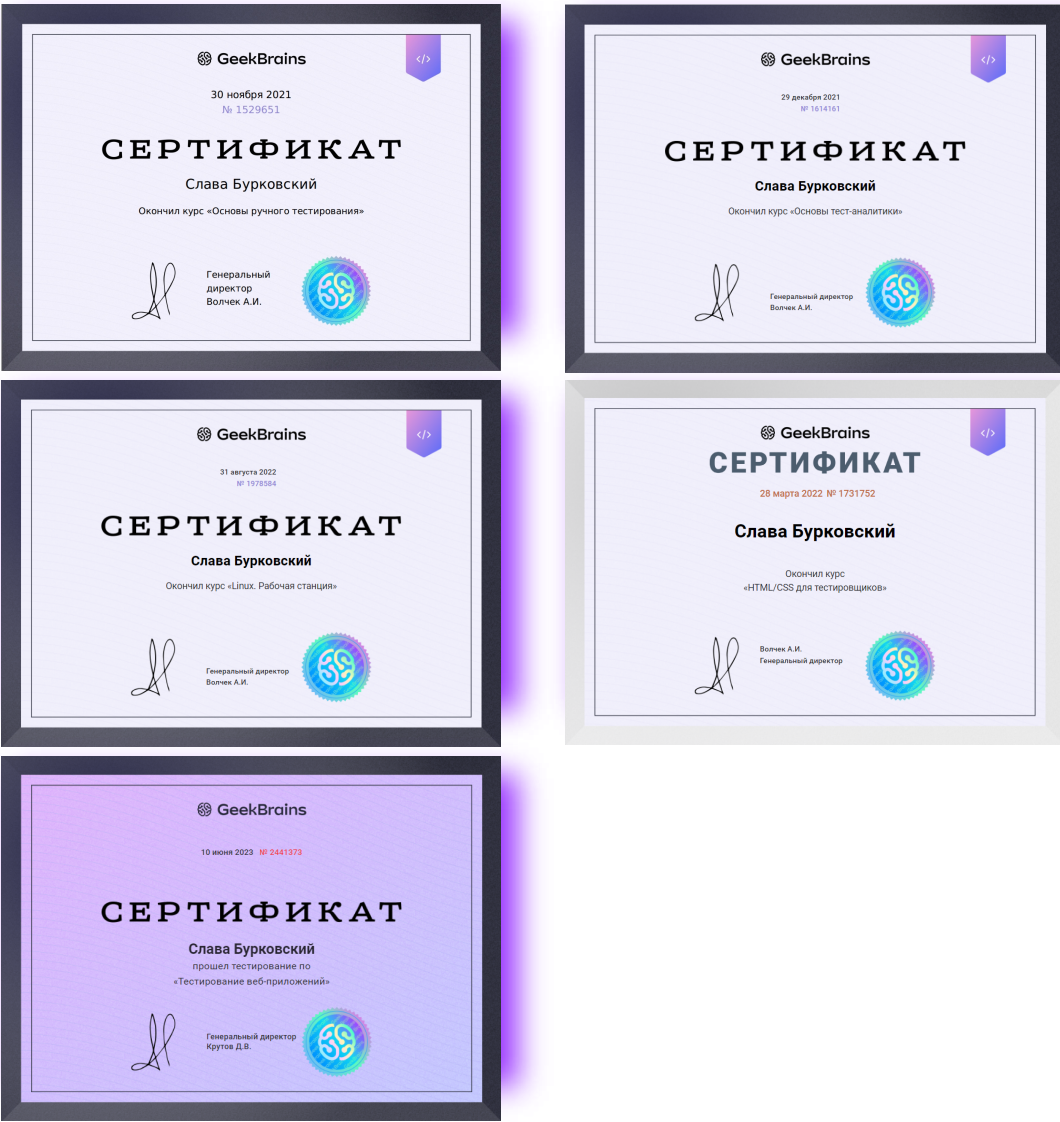 GeekBrains
</>
30 ноября 2021
№ 1529651
СЕРТИФИКАТ
Слава Бурковский
Окончил курс «Основы ручного тестирования»
Генеральный
директор
Волчек А.И.
GeekBrains
</>
29 декабря 2021
№ 1614161
СЕРТИФИКАТ
Слава Бурковский
Окончил курс «Основы тест-аналитики»
Генеральный директор
Волчек А.И.
GeekBrains
</>
31 августа 2022
№ 1978584
СЕРТИФИКАТ
Слава Бурковский
Окончил курс «Linux. Рабочая станция»
Генеральный директор
Волчек А.И.
GeekBrains
</>
СЕРТИФИКАТ
28 марта 2022 № 1731752
Слава Бурковский
Окончил курс
«HTML/CSS для тестировщиков»
Волчек А.И.
Генеральный директор
GeekBrains
10 июня 2023 № 2441373
СЕРТИФИКАТ
Слава Бурковский
прошел тестирование по
«Тестирование веб-приложений»
Генеральный директор
Крутов Д.В.